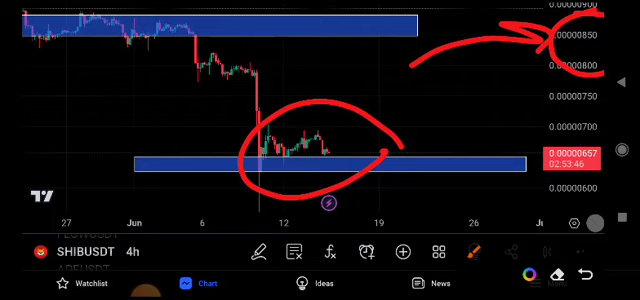 0.00000900
0.00000850
0.00000800
0.00000750
0.00000700
0.00000657
02:53:46
0.00000600
27 Jun 6 12 19 26
SHIBUSDT 4h
Watchlist Chart Ideas News Menu